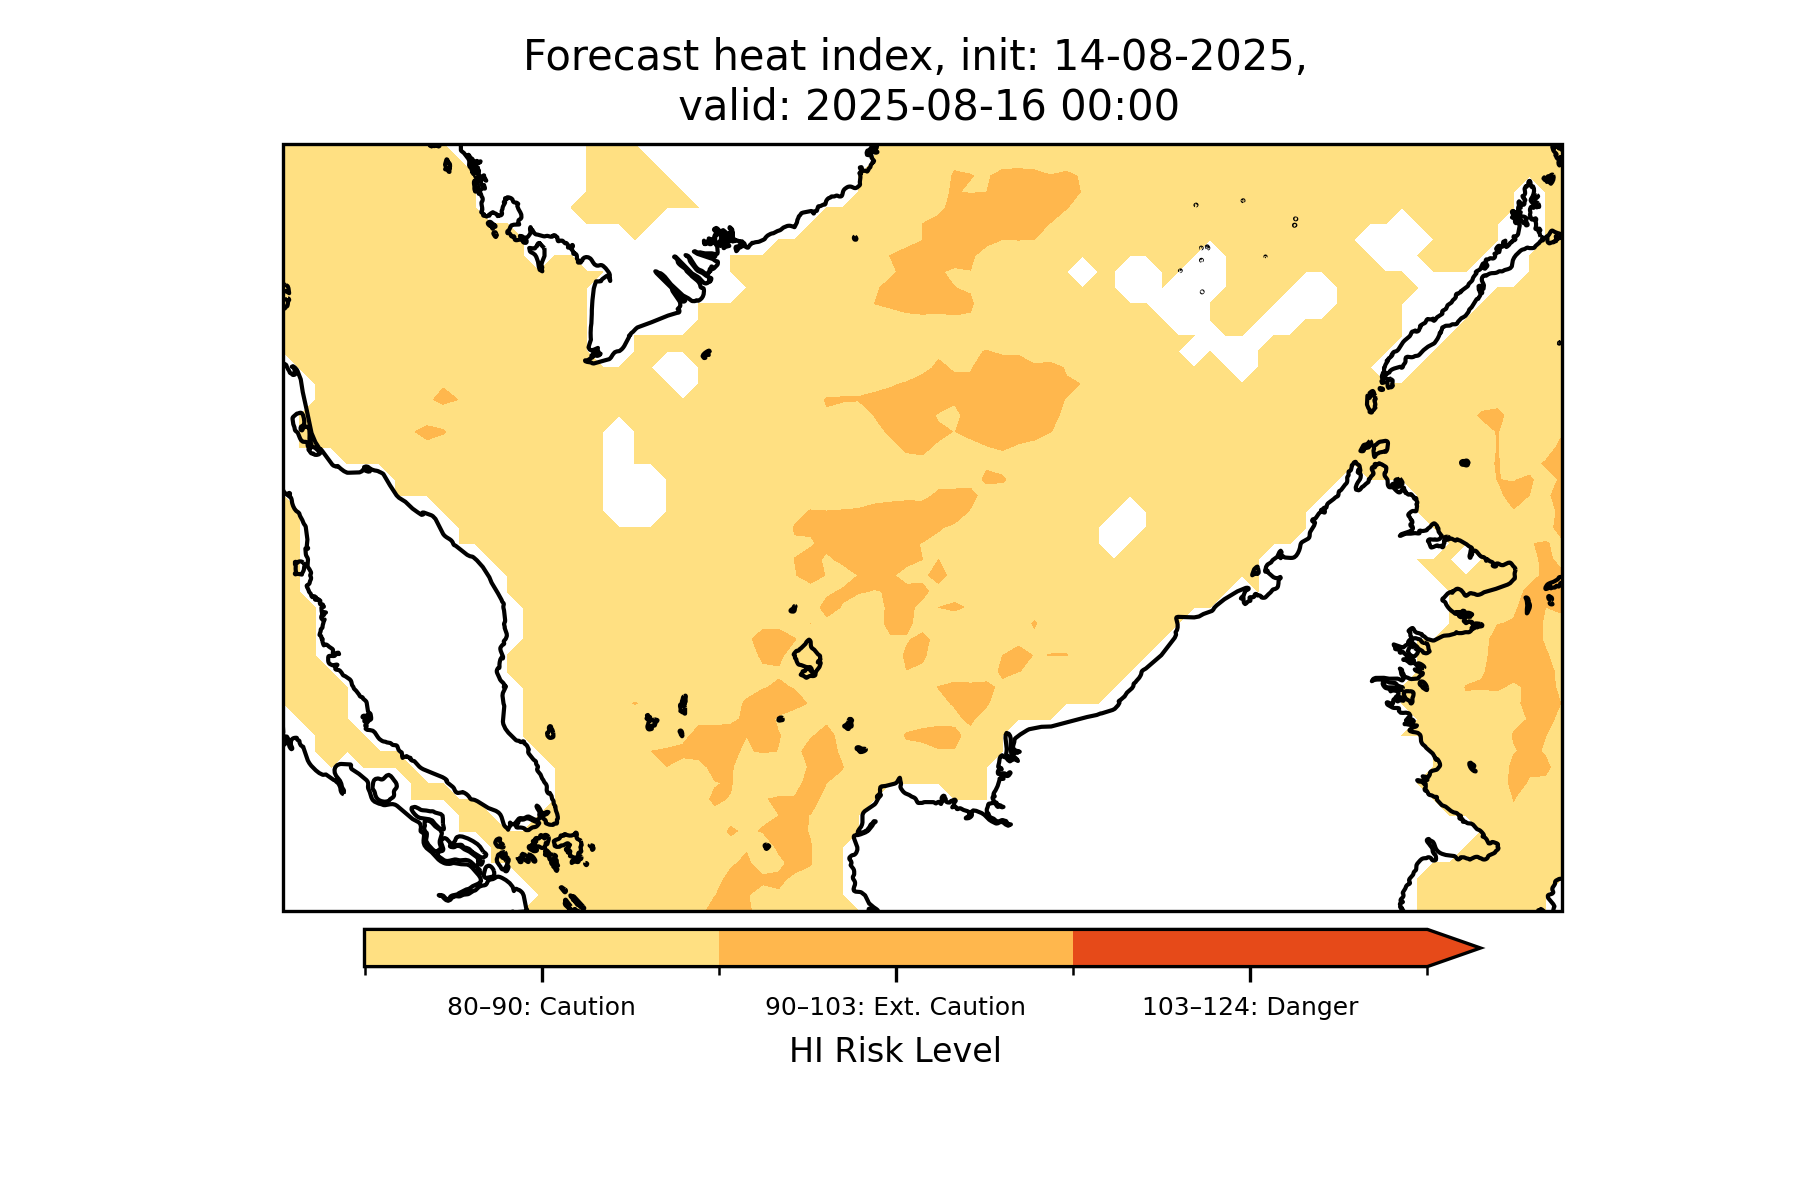 Forecast heat index, init: 14-08-2025,
valid: 2025-08-16 00:00
80–90: Caution
90–103: Ext. Caution
103–124: Danger
HI Risk Level